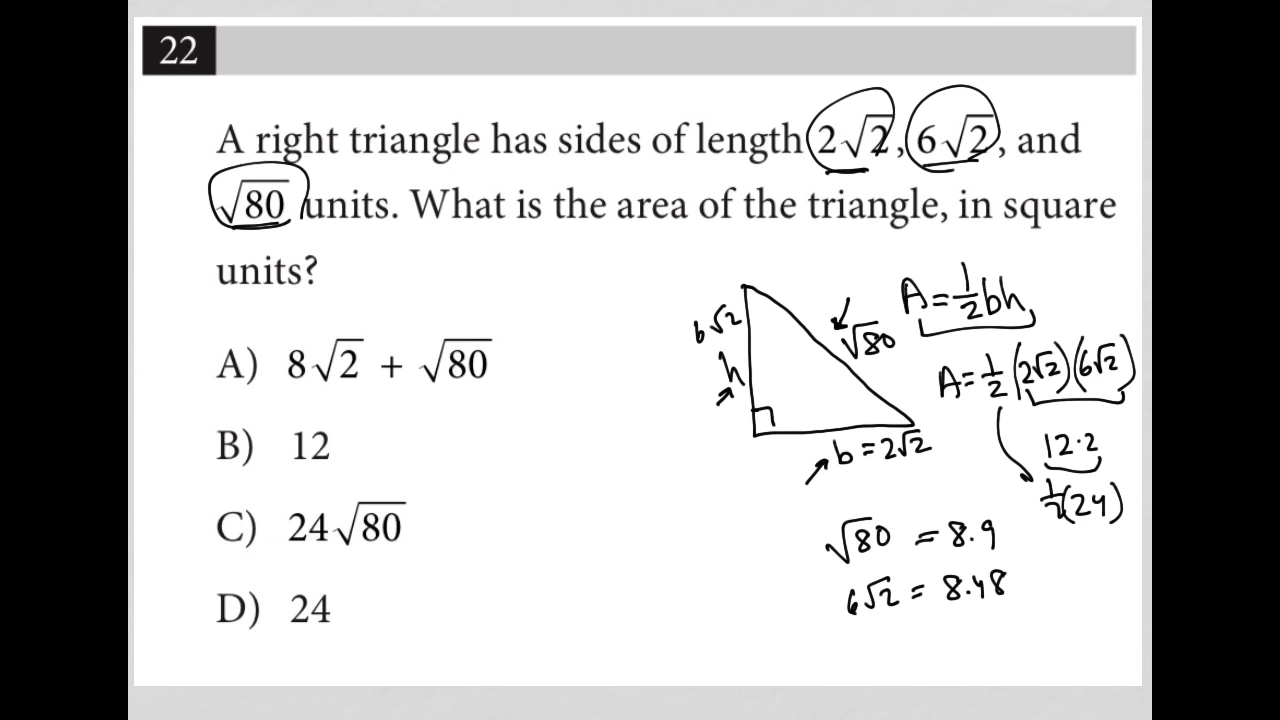 22
A right triangle has sides of length 2√2, 6√2, and
√80 units. What is the area of the triangle, in square
units?
A) 8√2 + √80
B) 12
C) 24√80
D) 24
6√2
h
√80
b = 2√2
A = 1/2 bh
A = 1/2 (2√2)(6√2)
12·2
1/2(24)
√80 = 8.9
6√2 = 8.48